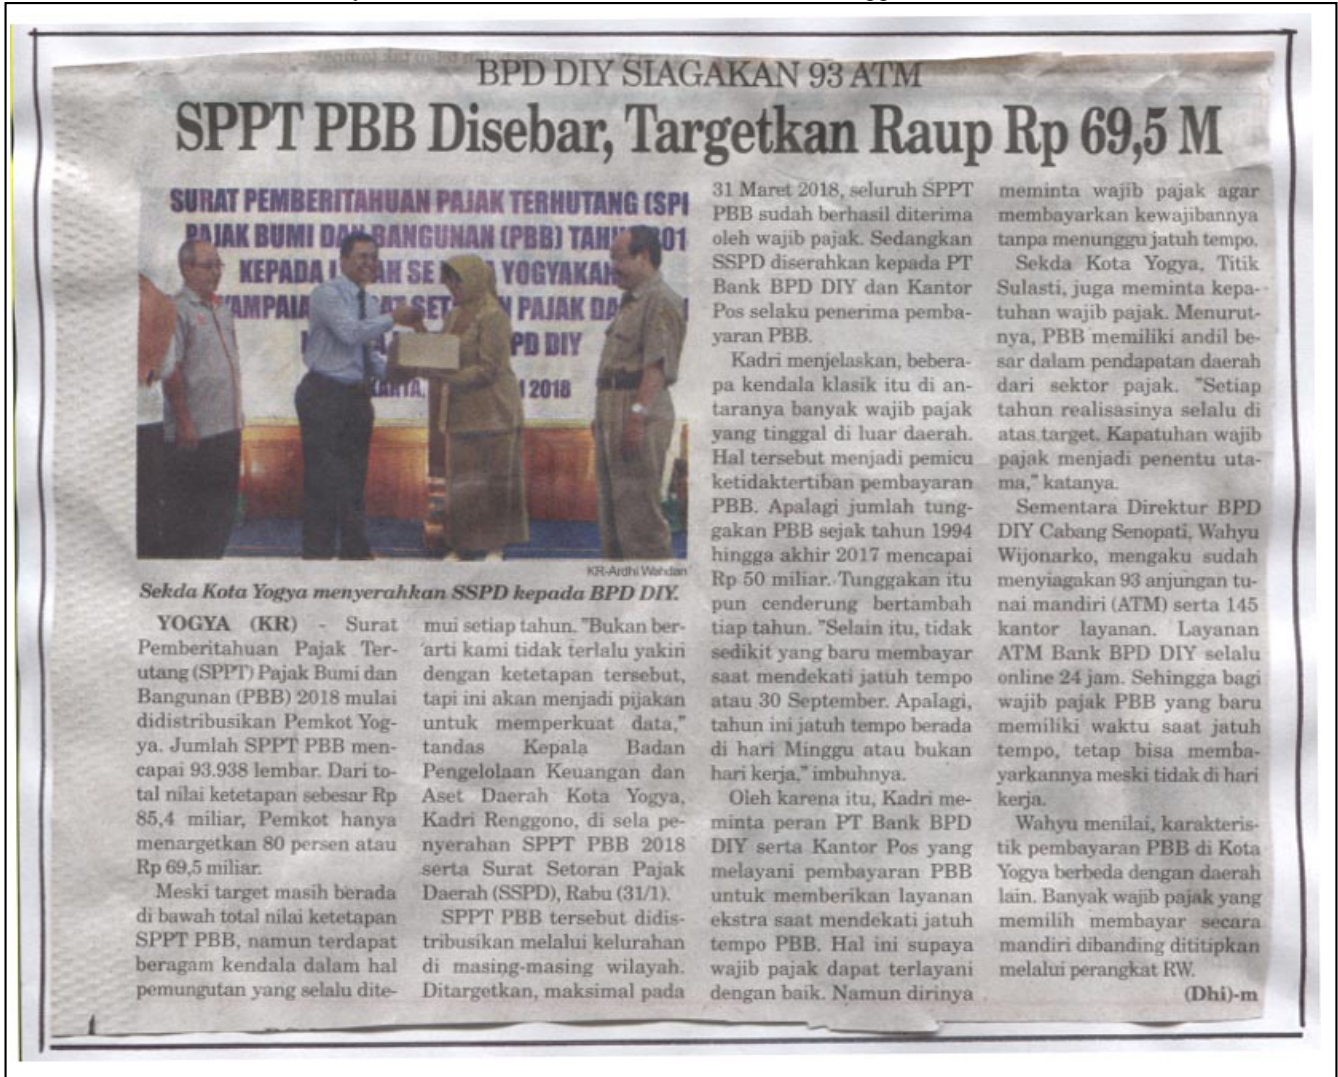 BPD DIY SIAGAKAN 93 ATM
SPPT PBB Disebar, Targetkan Raup Rp 69,5 M
SURAT PEMBERITAHUAN PAJAK TERHUTANG (SPI
PAJAK BUMI DAN BANGUNAN (PBB)
KEPADA
YOGYAKA
PAJAK DA
PD DIY
2018
KR-Ardhi Wahdan
Sekda Kota Yogya menyerahkan SSPD kepada BPD DIY.
YOGYA (KR) - Surat
Pemberitahuan Pajak Ter-
utang (SPPT) Pajak Bumi dan
Bangunan (PBB) 2018 mulai
didistribusikan Pemkot Yog-
ya. Jumlah SPPT PBB men-
capai 93.938 lembar. Dari to-
tal nilai ketetapan sebesar Rp
85,4 miliar, Pemkot hanya
menargetkan 80 persen atau
Rp 69,5 miliar.
Meski target masih berada
di bawah total nilai ketetapan
SPPT PBB, namun terdapat
beragam kendala dalam hal
pemungutan yang selalu dite-
mui setiap tahun. "Bukan ber-
arti kami tidak terlalu yakin
dengan ketetapan tersebut,
tapi ini akan menjadi pijakan
untuk memperkuat data,"
tandas Kepala Badan
Pengelolaan Keuangan dan
Aset Daerah Kota Yogya,
Kadri Renggono, di sela pe-
nyerahan SPPT PBB 2018
serta Surat Setoran Pajak
Daerah (SSPD), Rabu (31/1).
SPPT PBB tersebut didis-
tribusikan melalui kelurahan
di masing-masing wilayah.
Ditargetkan, maksimal pada
31 Maret 2018, seluruh SPPT
PBB sudah berhasil diterima
oleh wajib pajak. Sedangkan
SSPD diserahkan kepada PT
Bank BPD DIY dan Kantor
Pos selaku penerima pemba-
yaran PBB.
Kadri menjelaskan, bebera-
pa kendala klasik itu di an-
taranya banyak wajib pajak
yang tinggal di luar daerah.
Hal tersebut menjadi pemicu
ketidaktertiban pembayaran
PBB. Apalagi jumlah tung-
gakan PBB sejak tahun 1994
hingga akhir 2017 mencapai
Rp 50 miliar. Tunggakan itu
pun cenderung bertambah
tiap tahun. "Selain itu, tidak
sedikit yang baru membayar
saat mendekati jatuh tempo
atau 30 September. Apalagi,
tahun ini jatuh tempo berada
di hari Minggu atau bukan
hari kerja," imbuhnya.
Oleh karena itu, Kadri me-
minta peran PT Bank BPD
DIY serta Kantor Pos yang
melayani pembayaran PBB
untuk memberikan layanan
ekstra saat mendekati jatuh
tempo PBB. Hal ini supaya
wajib pajak dapat terlayani
dengan baik. Namun dirinya
meminta wajib pajak agar
membayarkan kewajibannya
tanpa menunggu jatuh tempo.
Sekda Kota Yogya, Titik
Sulasti, juga meminta kepa-
tuhan wajib pajak. Menurut-
nya, PBB memiliki andil be-
sar dalam pendapatan daerah
dari sektor pajak. "Setiap
tahun realisasinya selalu di
atas target. Kapatuhan wajib
pajak menjadi penentu uta-
ma," katanya.
Sementara Direktur BPD
DIY Cabang Senopati, Wahyu
Wijonarko, mengaku sudah
menyiagakan 93 anjungan tu-
nai mandiri (ATM) serta 145
kantor layanan. Layanan
ATM Bank BPD DIY selalu
online 24 jam. Sehingga bagi
wajib pajak PBB yang baru
memiliki waktu saat jatuh
tempo, tetap bisa memba-
yarkannya meski tidak di hari
kerja.
Wahyu menilai, karakteris-
tik pembayaran PBB di Kota
Yogya berbeda dengan daerah
lain. Banyak wajib pajak yang
memilih membayar secara
mandiri dibanding dititipkan
melalui perangkat RW.
(Dhi)-m